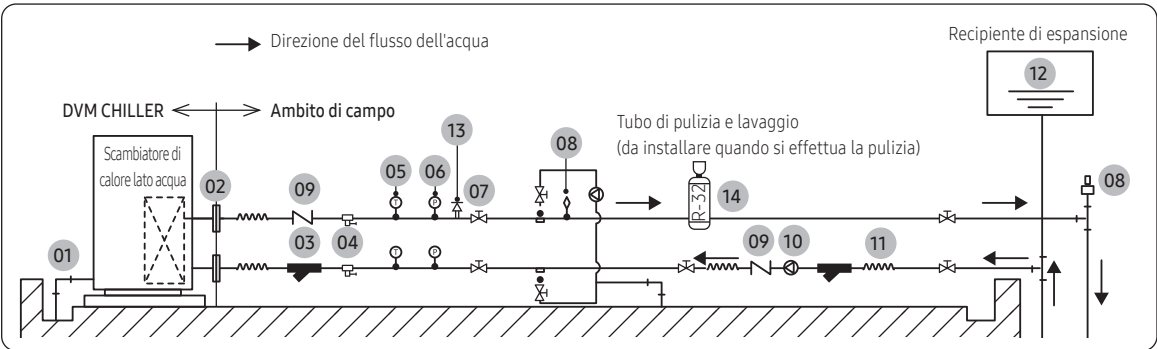 Direzione del flusso dell'acqua
Recipiente di espansione
12
DVM CHILLER
Ambito di campo
Tubo di pulizia e lavaggio
(da installare quando si effettua la pulizia)
Scambiatore di
calore lato acqua
02
09
05
06
13
07
08
R-32
14
08
T
P
01
03
04
T
P
09
10
11